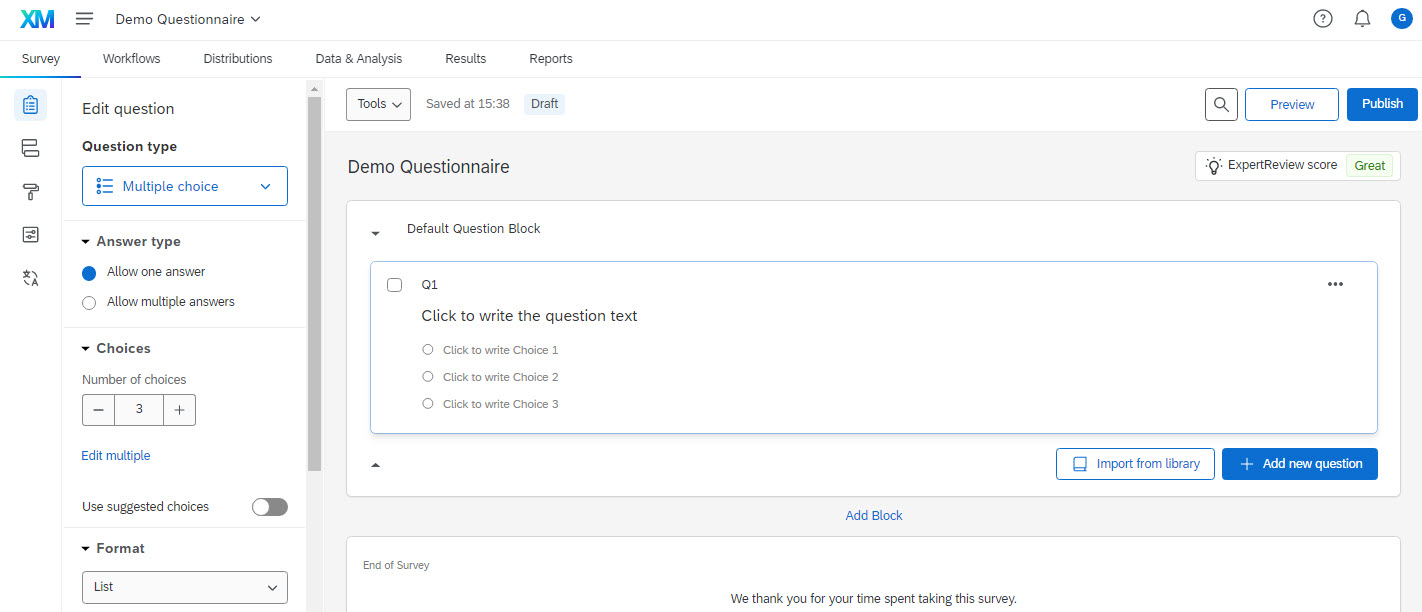 XM
Demo Questionnaire
G
Survey
Workflows
Distributions
Data & Analysis
Results
Reports
Edit question
Question type
Multiple choice
Answer type
Allow one answer
Allow multiple answers
Choices
Number of choices
3
Edit multiple
Use suggested choices
Format
List
Tools
Saved at 15:38
Draft
Preview
Publish
Demo Questionnaire
ExpertReview score
Great
Default Question Block
Q1
Click to write the question text
Click to write Choice 1
Click to write Choice 2
Click to write Choice 3
Import from library
Add new question
Add Block
End of Survey
We thank you for your time spent taking this survey.